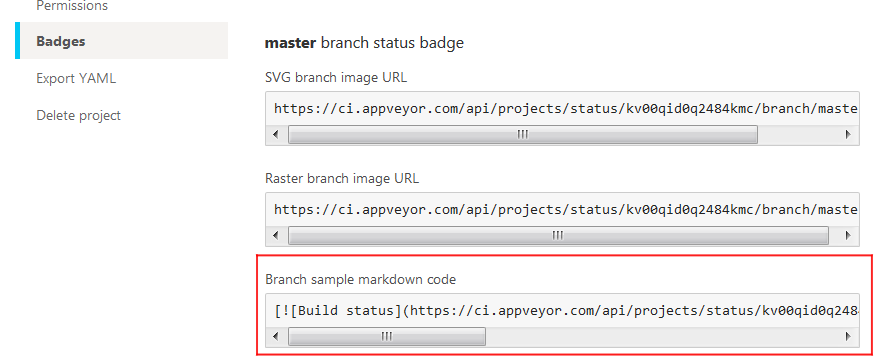 Permissions
Badges
Export YAML
Delete project
master branch status badge
SVG branch image URL
https://ci.appveyor.com/api/projects/status/kv00qid0q2484kmc/branch/master
Raster branch image URL
https://ci.appveyor.com/api/projects/status/kv00qid0q2484kmc/branch/master
Branch sample markdown code
[![Build status](https://ci.appveyor.com/api/projects/status/kv00qid0q248